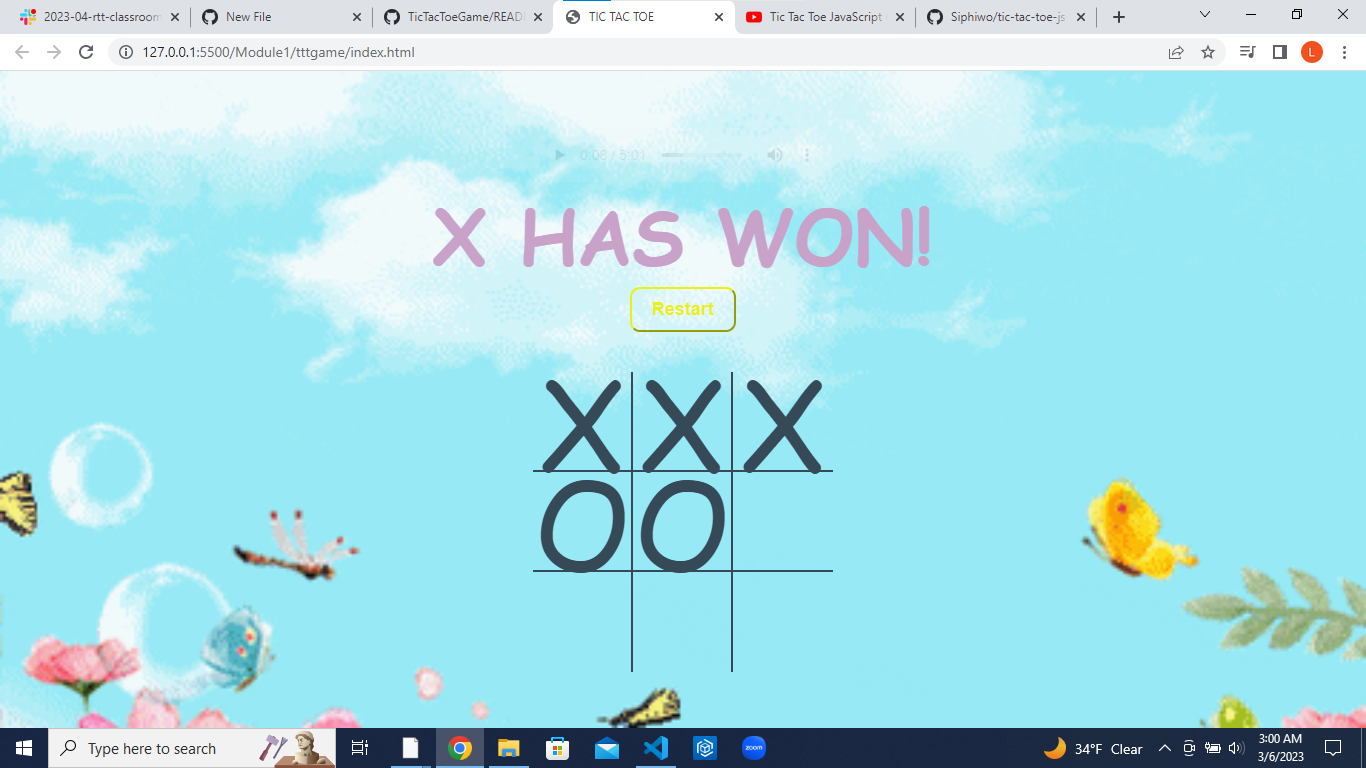 2023-04-rtt-classroom
New File
TicTacToeGame/READ
TIC TAC TOE
Tic Tac Toe JavaScript
Siphiwo/tic-tac-toe-js
127.0.0.1:5500/Module1/tttgame/index.html
L
0:08 / 5:01
X HAS WON!
Restart
X X X
O O
Type here to search
zoom
34°F Clear
3:00 AM
3/6/2023